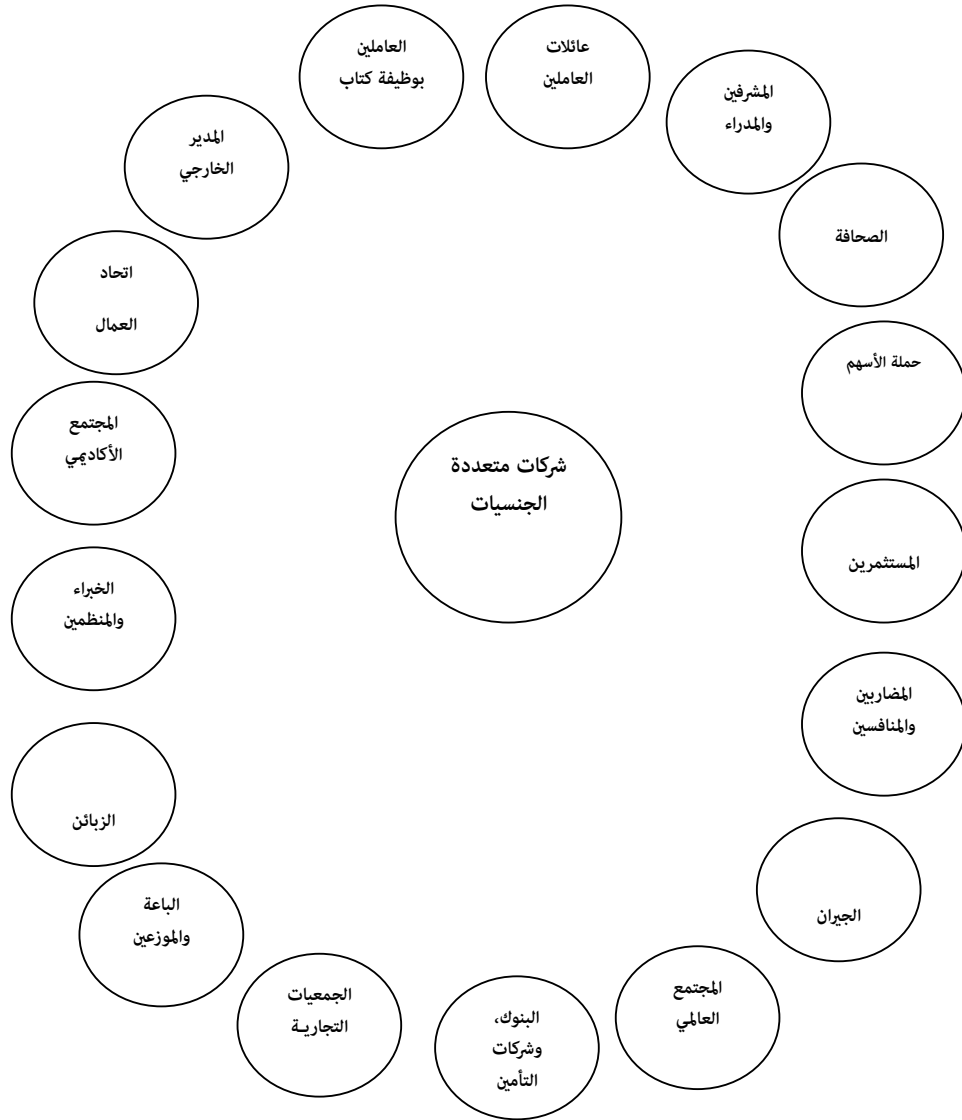 عائلات
العاملين
العاملين
بوظيفة كتاب
المشرفين
والمدراء
المدير
الخارجي
الصحافة
اتحاد
العمال
حملة الأسهم
المجتمع
الأكاديمي
شركات متعددة
الجنسيات
المستثمرين
الخبراء
والمنظمين
المضاربين
والمنافسين
الزبائن
الجيران
الباعة
والموزعين
المجتمع
العالمي
الجمعيات
التجاريـة
البنوك،
وشركات
التأمين